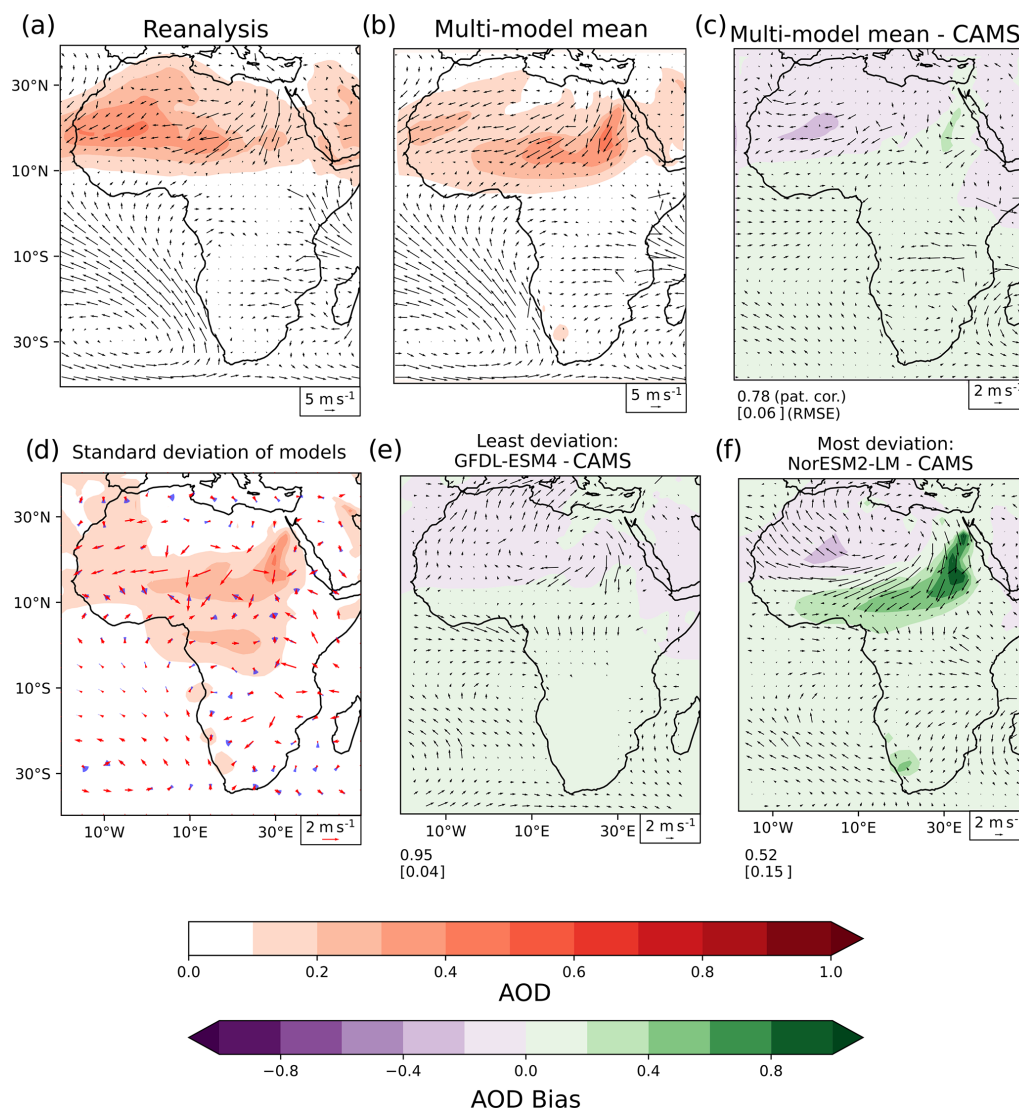 (a)
Reanalysis
(b)
Multi-model mean
(c)
Multi-model mean - CAMS
30°N
10°N
10°S
30°S
5 m s⁻¹
5 m s⁻¹
2 m s⁻¹
0.78 (pat. cor.)
[0.06 ] (RMSE)
(d)
Standard deviation of models
(e)
Least deviation:
GFDL-ESM4 - CAMS
(f)
Most deviation:
NorESM2-LM - CAMS
30°N
10°N
10°S
30°S
10°W
10°E
30°E
2 m s⁻¹
10°W
10°E
30°E
2 m s⁻¹
10°W
10°E
30°E
2 m s⁻¹
0.95
[0.04]
0.52
[0.15 ]
0.0
0.2
0.4
0.6
0.8
1.0
AOD
−0.8
−0.4
0.0
0.4
0.8
AOD Bias